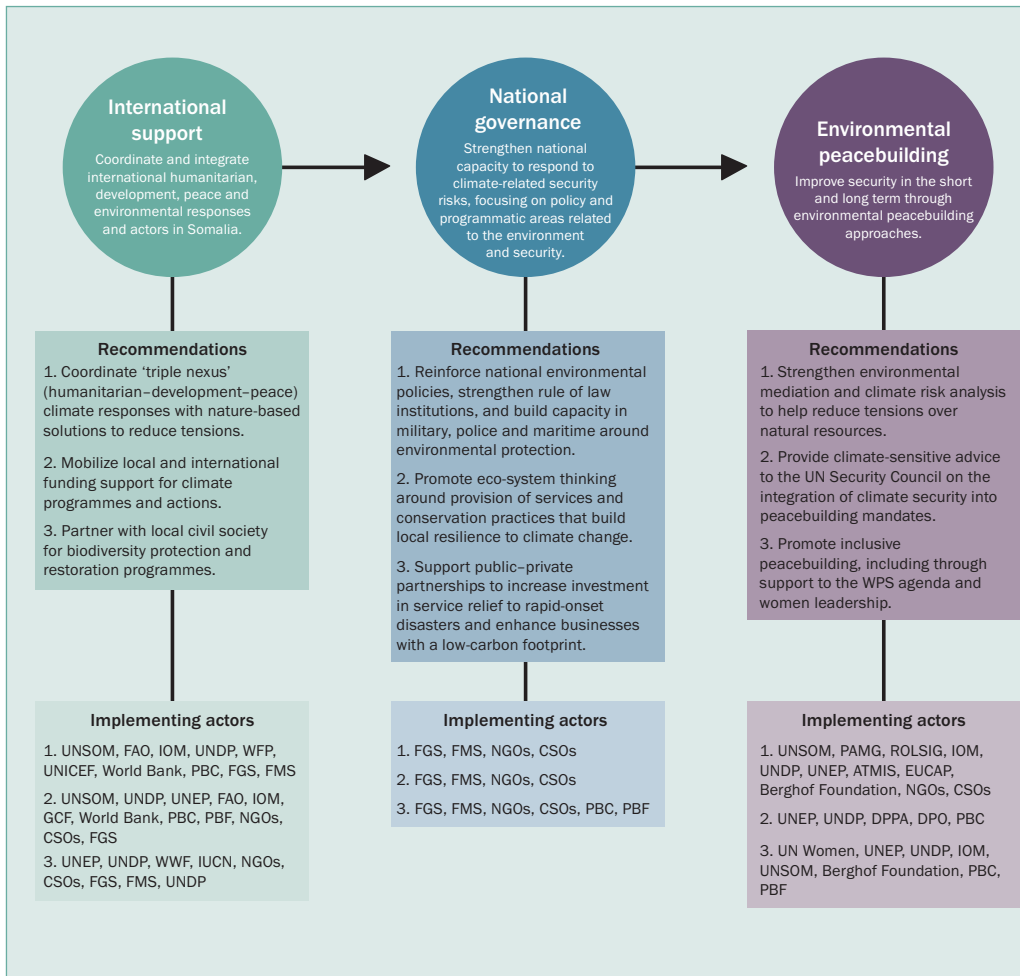 International
support
Coordinate and integrate
international humanitarian,
development, peace and
environmental responses
and actors in Somalia.
National
governance
Strengthen national
capacity to respond to
climate-related security
risks, focusing on policy and
programmatic areas related
to the environment
and security.
Environmental
peacebuilding
Improve security in the short
and long term through
environmental peacebuilding
approaches.
Recommendations
1. Coordinate ‘triple nexus’
(humanitarian–development–peace)
climate responses with nature-based
solutions to reduce tensions.
2. Mobilize local and international
funding support for climate
programmes and actions.
3. Partner with local civil society
for biodiversity protection and
restoration programmes.
Recommendations
1. Reinforce national environmental
policies, strengthen rule of law
institutions, and build capacity in
military, police and maritime around
environmental protection.
2. Promote eco-system thinking
around provision of services and
conservation practices that build
local resilience to climate change.
3. Support public–private
partnerships to increase investment
in service relief to rapid-onset
disasters and enhance businesses
with a low-carbon footprint.
Recommendations
1. Strengthen environmental
mediation and climate risk analysis
to help reduce tensions over
natural resources.
2. Provide climate-sensitive advice
to the UN Security Council on the
integration of climate security into
peacebuilding mandates.
3. Promote inclusive
peacebuilding, including through
support to the WPS agenda and
women leadership.
Implementing actors
1. UNSOM, FAO, IOM, UNDP, WFP,
UNICEF, World Bank, PBC, FGS, FMS
2. UNSOM, UNDP, UNEP, FAO, IOM,
GCF, World Bank, PBC, PBF, NGOs,
CSOs, FGS
3. UNEP, UNDP, WWF, IUCN, NGOs,
CSOs, FGS, FMS, UNDP
Implementing actors
1. FGS, FMS, NGOs, CSOs
2. FGS, FMS, NGOs, CSOs
3. FGS, FMS, NGOs, CSOs, PBC, PBF
Implementing actors
1. UNSOM, PAMG, ROLSIG, IOM,
UNDP, UNEP, ATMIS, EUCAP,
Berghof Foundation, NGOs, CSOs
2. UNEP, UNDP, DPPA, DPO, PBC
3. UN Women, UNEP, UNDP, IOM,
UNSOM, Berghof Foundation, PBC,
PBF